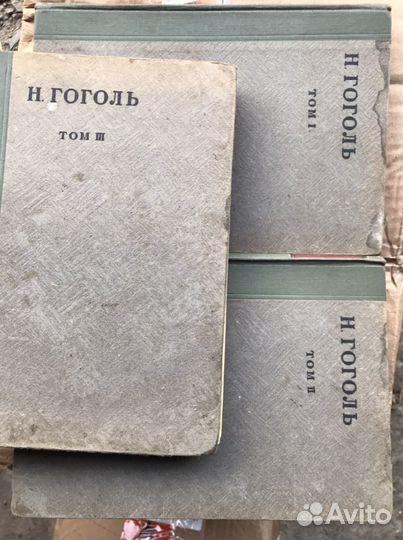 Н. ГОГОЛЬ
ТОМ III
Н. ГОГОЛЬ
ТОМ I
Н. ГОГОЛЬ
ТОМ II
Avito